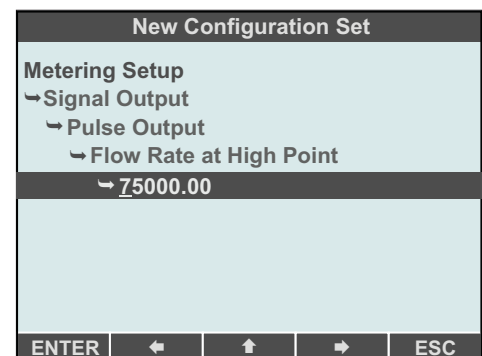 New Configuration Set
Metering Setup
➥Signal Output
➥Pulse Output
➥Flow Rate at High Point
➥75000.00
ENTER ← ↑ → ESC